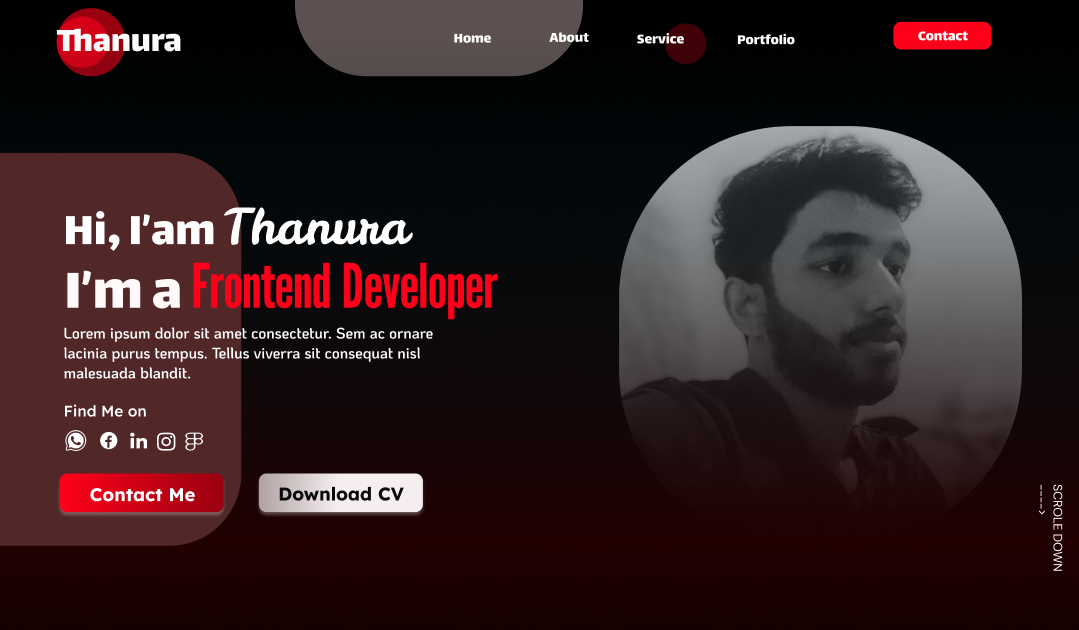 Thanura
Home
About
Service
Portfolio
Contact
Hi, I'am Thanura
I'm a Frontend Developer
Lorem ipsum dolor sit amet consectetur. Sem ac ornare
lacinia purus tempus. Tellus viverra sit consequat nisl
malesuada blandit.
Find Me on
Contact Me
Download CV
SCROLE DOWN
---->